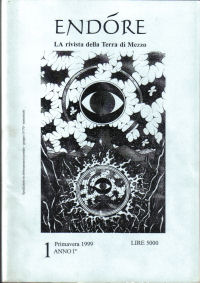 ENDÓRE
LA rivista della Terra di Mezzo
1
Primavera 1999
ANNO I°
LIRE 5000